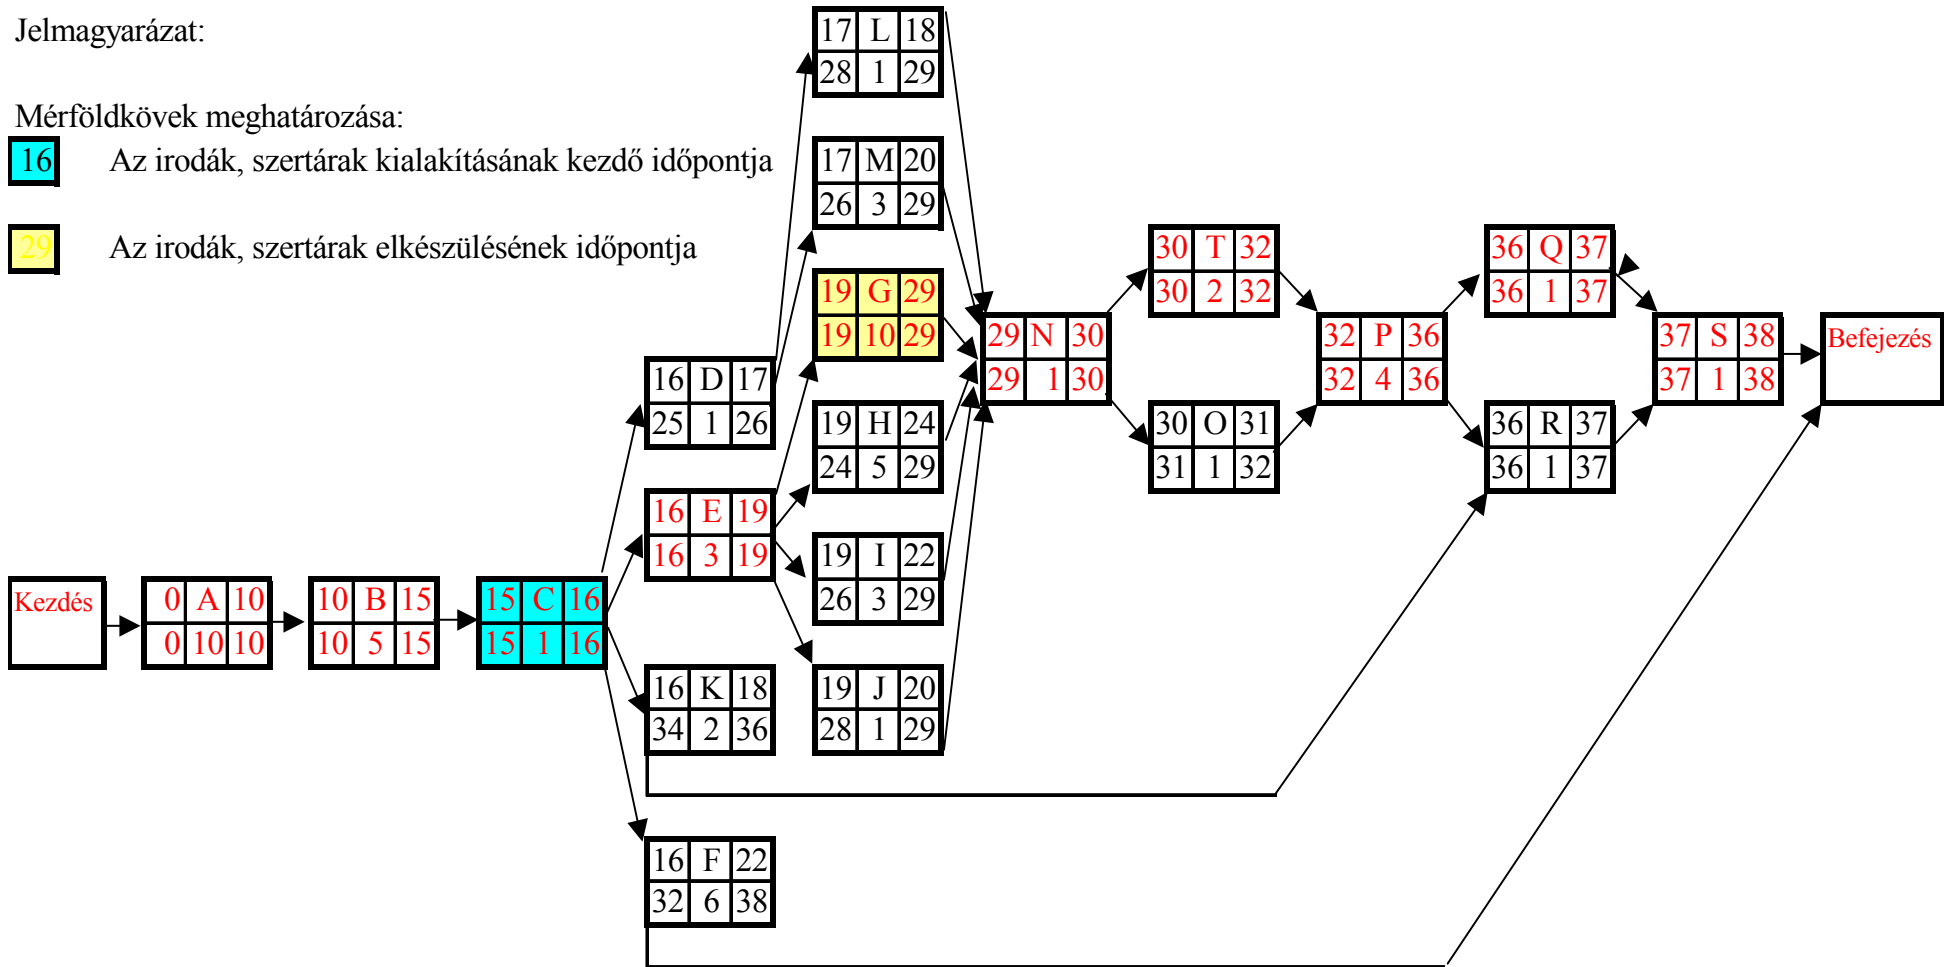 Jelmagyarázat:
Mérföldkövek meghatározása:
16 Az irodák, szertárak kialakításának kezdő időpontja
29 Az irodák, szertárak elkészülésének időpontja
17 L 18
28 1 29
17 M 20
26 3 29
19 G 29
19 10 29
30 T 32
30 2 32
36 Q 37
36 1 37
29 N 30
29 1 30
32 P 36
32 4 36
37 S 38
37 1 38
Befejezés
16 D 17
25 1 26
19 H 24
24 5 29
30 O 31
31 1 32
36 R 37
36 1 37
16 E 19
16 3 19
19 I 22
26 3 29
Kezdés
0 A 10
0 10 10
10 B 15
10 5 15
15 C 16
15 1 16
16 K 18
34 2 36
19 J 20
28 1 29
16 F 22
32 6 38